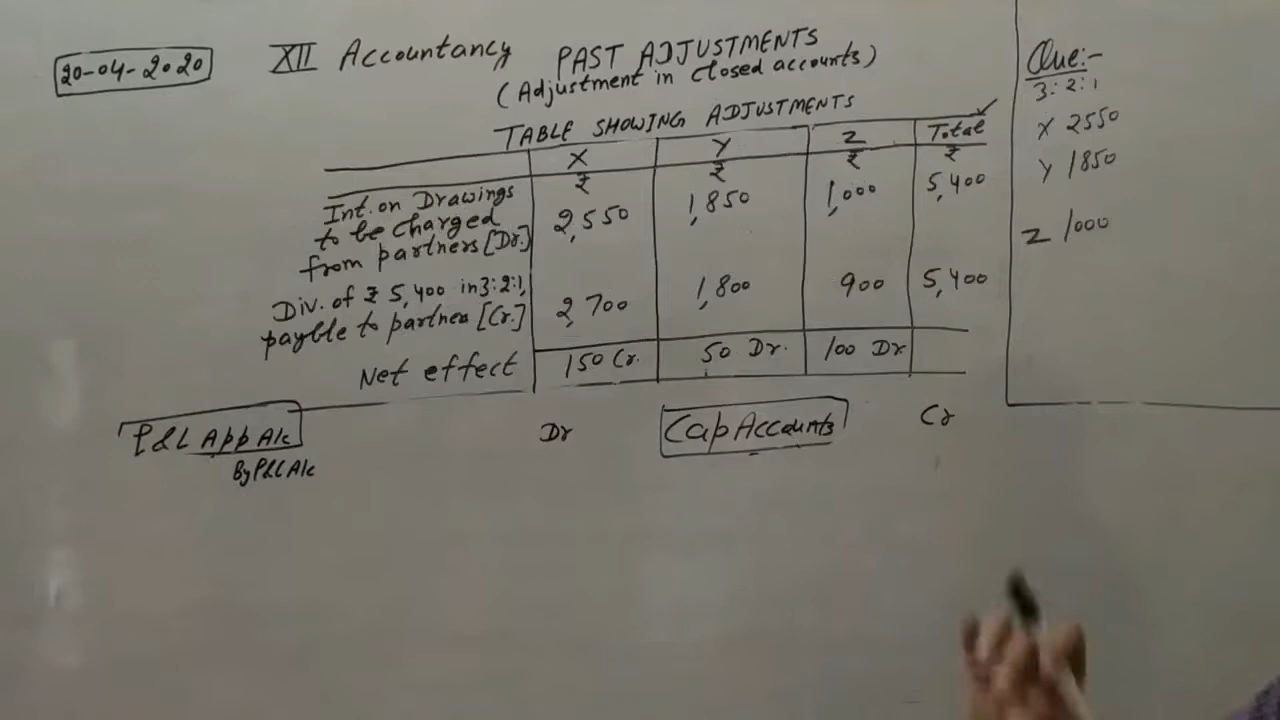 20-04-2020
XII Accountancy
PAST ADJUSTMENTS
(Adjustment in closed accounts)
TABLE SHOWING ADJUSTMENTS
X Y Z Total
₹ ₹ ₹ ₹
Int. on Drawings
to be charged
from partners [Dr.] 2,550 1,850 1,000 5,400
Div. of ₹ 5,400 in 3:2:1,
payble to partners [Cr.] 2,700 1,800 900 5,400
Net effect 150 Cr. 50 Dr. 100 Dr.
P&L App A/c
By P&L A/c
Dr Cap Accounts Cr
Que:-
3:2:1
X 2550
Y 1850
Z 1000